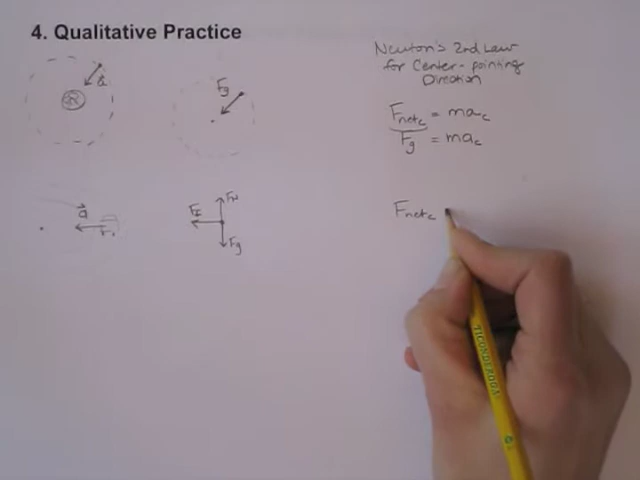 4. Qualitative Practice
Newton's 2nd Law
for Center-pointing
Direction
a
Fg
Fnetc = mac
Fg = mac
a
Ff
FN
Fg
Fnetc
TICONDEROGA